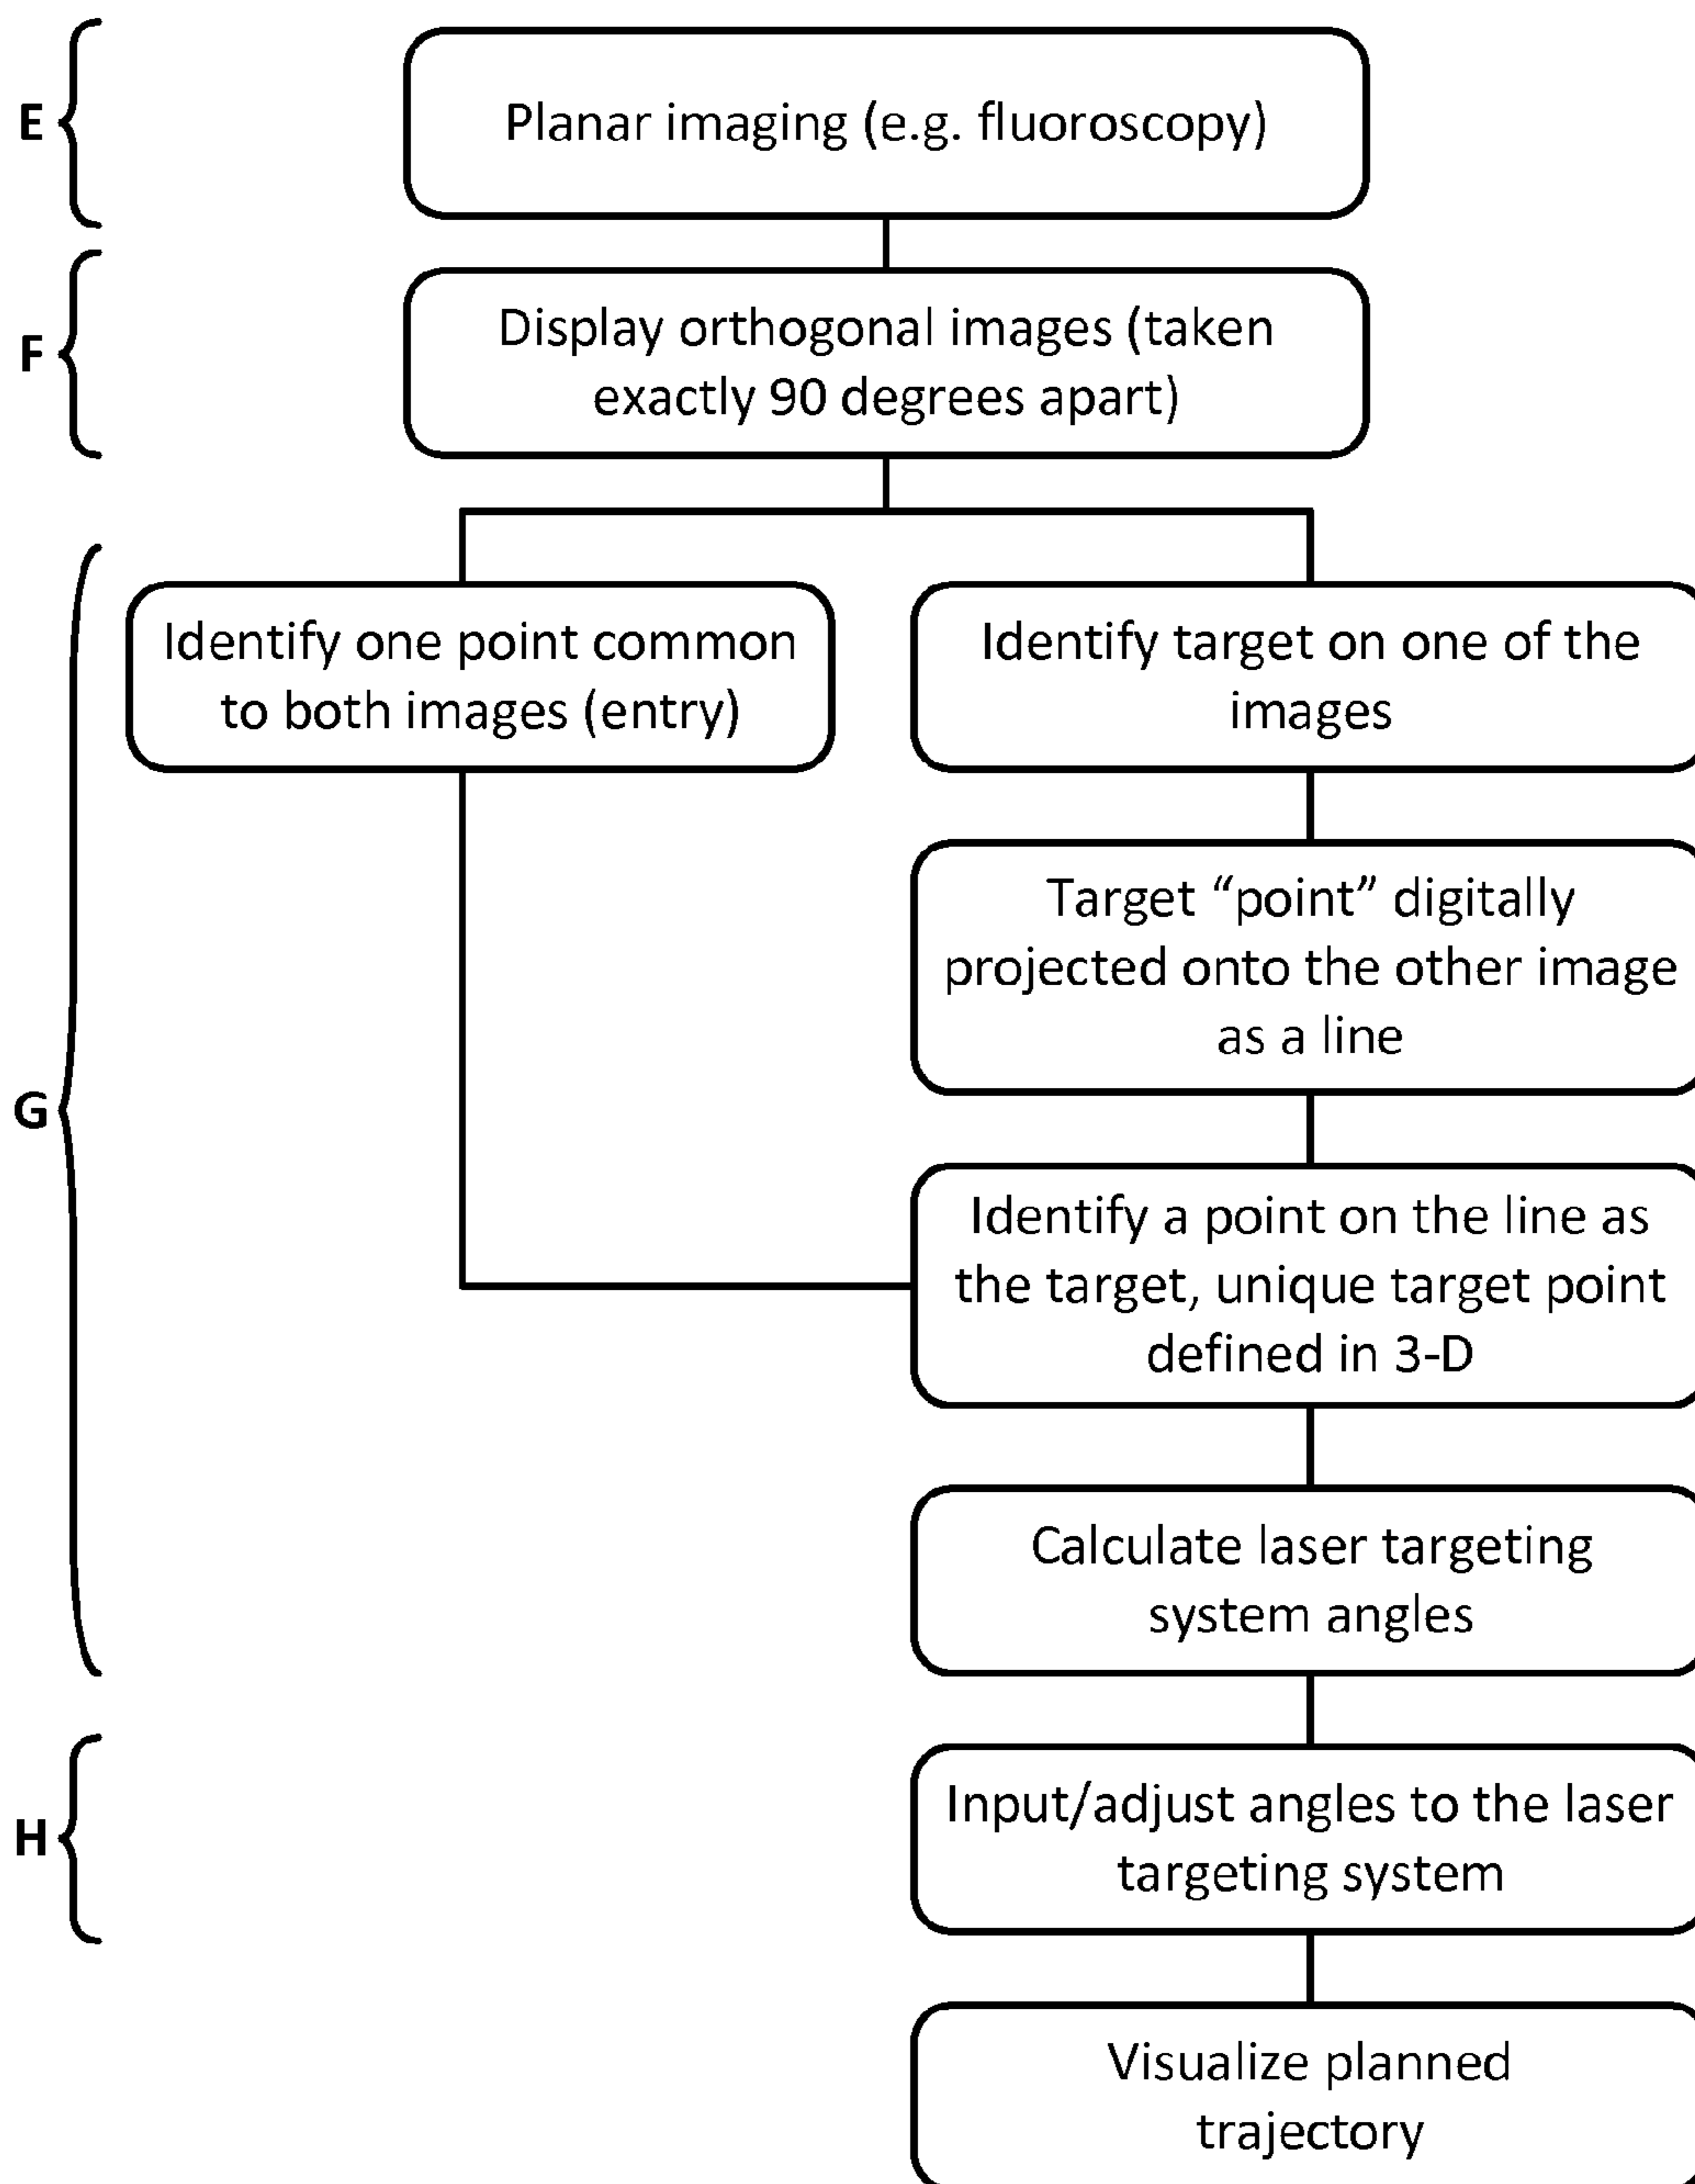 E
Planar imaging (e.g. fluoroscopy)
F
Display orthogonal images (taken
exactly 90 degrees apart)
G
Identify one point common
to both images (entry)
Identify target on one of the
images
Target “point” digitally
projected onto the other image
as a line
Identify a point on the line as
the target, unique target point
defined in 3-D
Calculate laser targeting
system angles
H
Input/adjust angles to the laser
targeting system
Visualize planned
trajectory